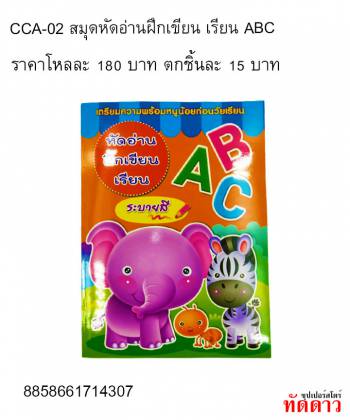 CCA-02 สมุดหัดอ่านฝึกเขียน เรียน ABC
ราคาโหลละ 180 บาท ตกชิ้นละ 15 บาท
เตรียมความพร้อมหนูน้อยก่อนวัยเรียน
หัดอ่าน
ฝึกเขียน
เรียน
ABC
ระบายสี
8858661714307
ซุปเปอร์สโตร์
ทัดดาว